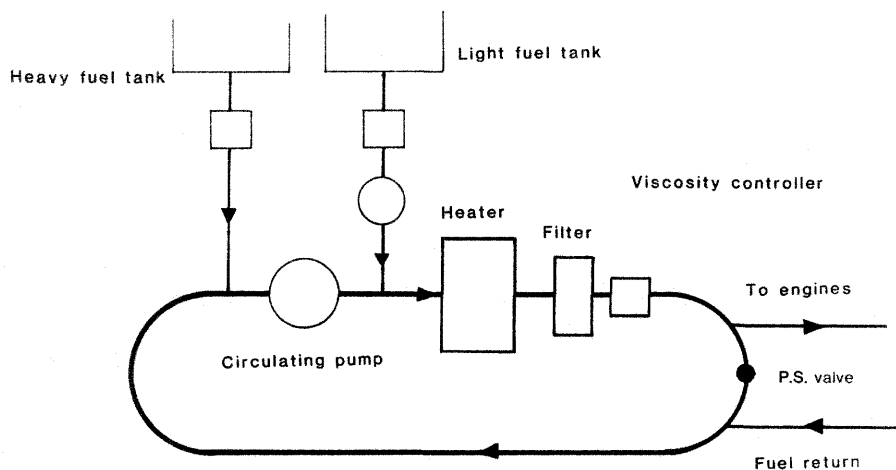 Heavy fuel tank
Light fuel tank
Viscosity controller
Heater
Filter
To engines
Circulating pump
P.S. valve
Fuel return